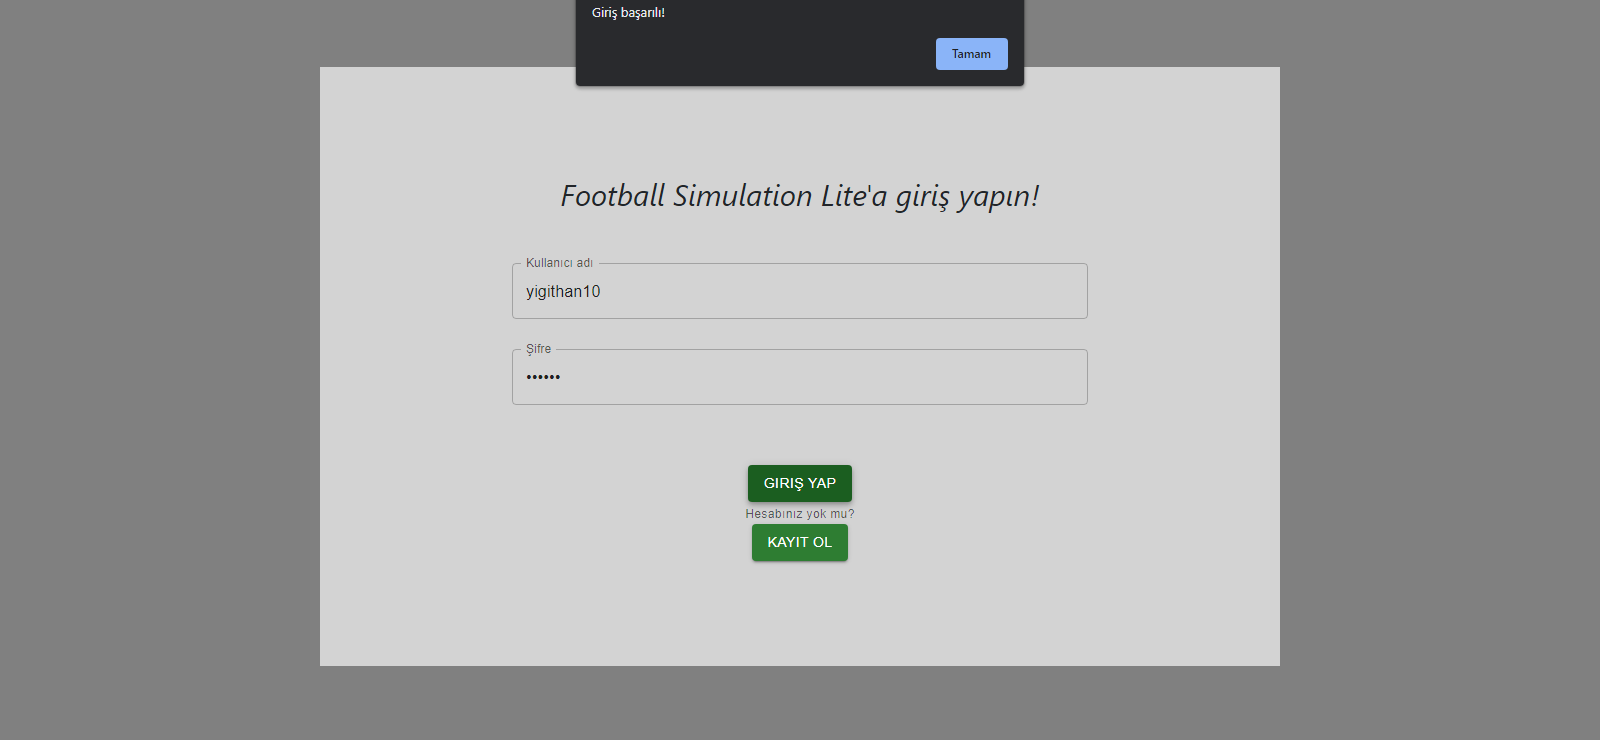 Giriş başarılı!
Tamam
Football Simulation Lite'a giriş yapın!
Kullanıcı adı
yigithan10
Şifre
••••••
GIRIŞ YAP
Hesabınız yok mu?
KAYIT OL